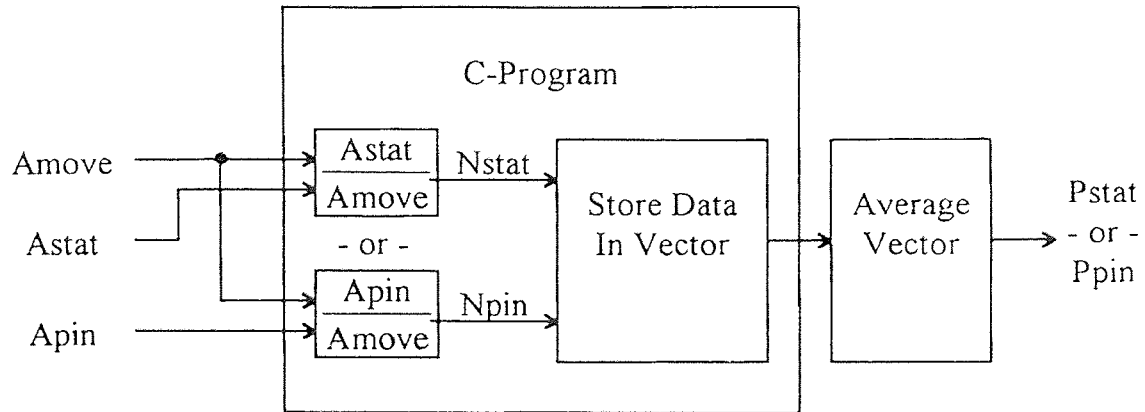 C-Program
Amove
Astat
Apin
Astat
Amove
Nstat
- or -
Apin
Amove
Npin
Store Data
In Vector
Average
Vector
Pstat
- or -
Ppin